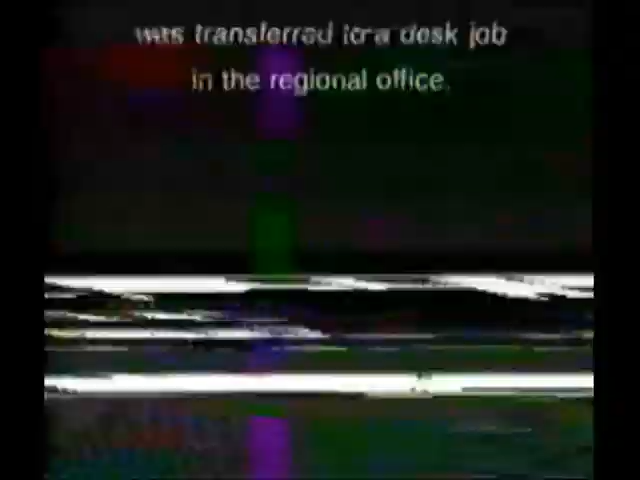 was transferred to a desk job
in the regional office.